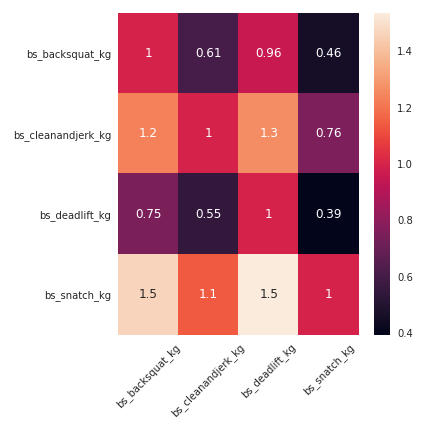 bs_backsquat_kg 1 0.61 0.96 0.46
bs_cleanandjerk_kg 1.2 1 1.3 0.76
bs_deadlift_kg 0.75 0.55 1 0.39
bs_snatch_kg 1.5 1.1 1.5 1
bs_backsquat_kg bs_cleanandjerk_kg bs_deadlift_kg bs_snatch_kg
1.4
1.2
1.0
0.8
0.6
0.4